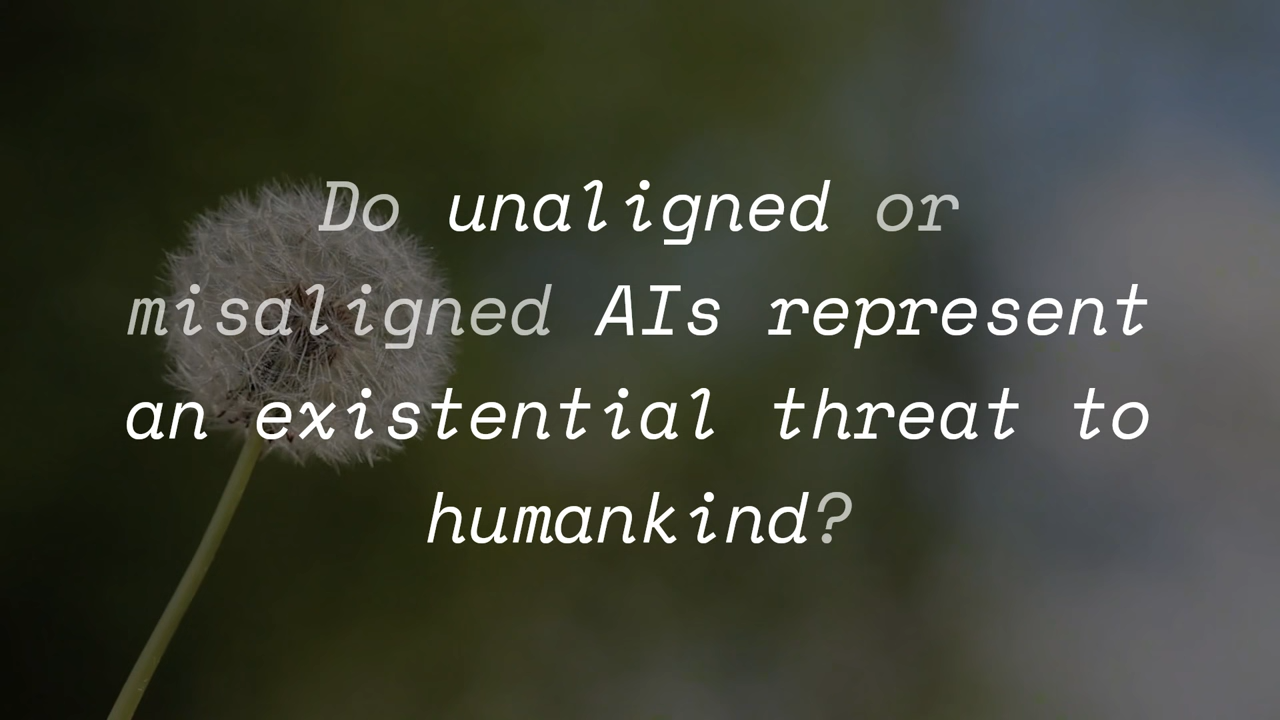 Do unaligned or
misaligned AIs represent
an existential threat to
humankind?